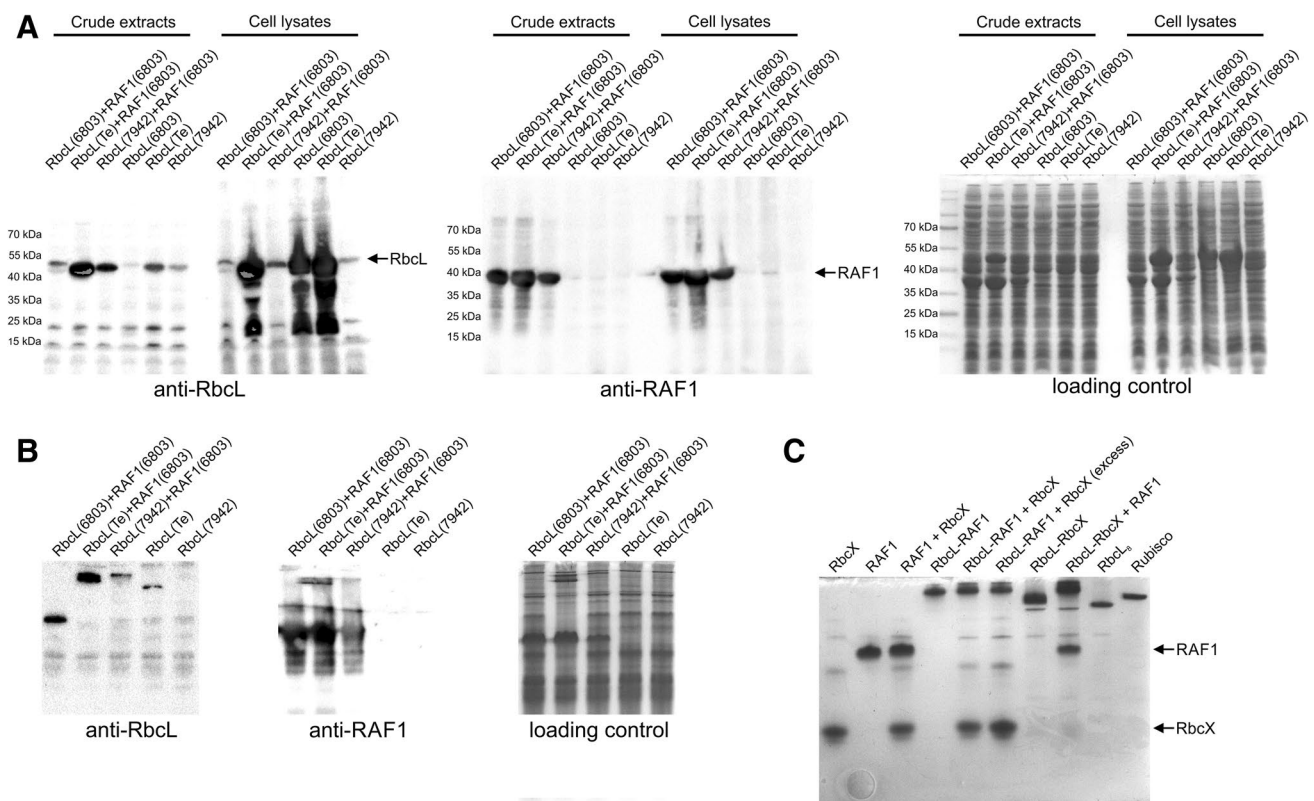 A
Crude extracts
Cell lysates
RbcL(6803)+RAF1(6803)
RbcL(Te)+RAF1(6803)
RbcL(7942)+RAF1(6803)
RbcL(6803)
RbcL(Te)
RbcL(7942)
RbcL(6803)+RAF1(6803)
RbcL(Te)+RAF1(6803)
RbcL(7942)+RAF1(6803)
RbcL(6803)
RbcL(Te)
RbcL(7942)
70 kDa
55 kDa
40 kDa
35 kDa
25 kDa
15 kDa
RbcL
anti-RbcL
Crude extracts
Cell lysates
RbcL(6803)+RAF1(6803)
RbcL(Te)+RAF1(6803)
RbcL(7942)+RAF1(6803)
RbcL(6803)
RbcL(Te)
RbcL(7942)
RbcL(6803)+RAF1(6803)
RbcL(Te)+RAF1(6803)
RbcL(7942)+RAF1(6803)
RbcL(6803)
RbcL(Te)
RbcL(7942)
70 kDa
55 kDa
40 kDa
35 kDa
25 kDa
15 kDa
RAF1
anti-RAF1
Crude extracts
Cell lysates
RbcL(6803)+RAF1(6803)
RbcL(Te)+RAF1(6803)
RbcL(7942)+RAF1(6803)
RbcL(6803)
RbcL(Te)
RbcL(7942)
RbcL(6803)+RAF1(6803)
RbcL(Te)+RAF1(6803)
RbcL(7942)+RAF1(6803)
RbcL(6803)
RbcL(Te)
RbcL(7942)
70 kDa
55 kDa
40 kDa
35 kDa
25 kDa
15 kDa
loading control
B
RbcL(6803)+RAF1(6803)
RbcL(Te)+RAF1(6803)
RbcL(7942)+RAF1(6803)
RbcL(Te)
RbcL(7942)
anti-RbcL
RbcL(6803)+RAF1(6803)
RbcL(Te)+RAF1(6803)
RbcL(7942)+RAF1(6803)
RbcL(Te)
RbcL(7942)
anti-RAF1
RbcL(6803)+RAF1(6803)
RbcL(Te)+RAF1(6803)
RbcL(7942)+RAF1(6803)
RbcL(Te)
RbcL(7942)
loading control
C
RbcX
RAF1
RAF1 + RbcX
RbcL-RAF1
RbcL-RAF1 + RbcX
RbcL-RAF1 + RbcX (excess)
RbcL-RbcX
RbcL-RbcX + RAF1
RbcL₈
Rubisco
RAF1
RbcX